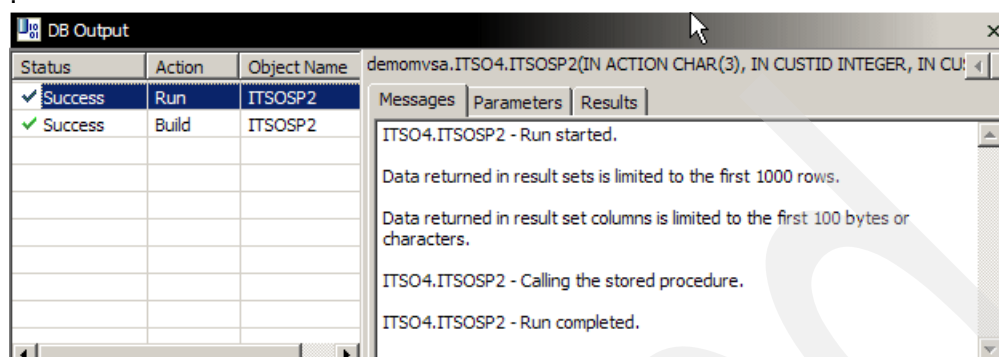 DB Output
Status Action Object Name
Success Run ITSOSP2
Success Build ITSOSP2
demomvsa.ITSO4.ITSOSP2(IN ACTION CHAR(3), IN CUSTID INTEGER, IN CU
Messages Parameters Results
ITSO4.ITSOSP2 - Run started.
Data returned in result sets is limited to the first 1000 rows.
Data returned in result set columns is limited to the first 100 bytes or
characters.
ITSO4.ITSOSP2 - Calling the stored procedure.
ITSO4.ITSOSP2 - Run completed.